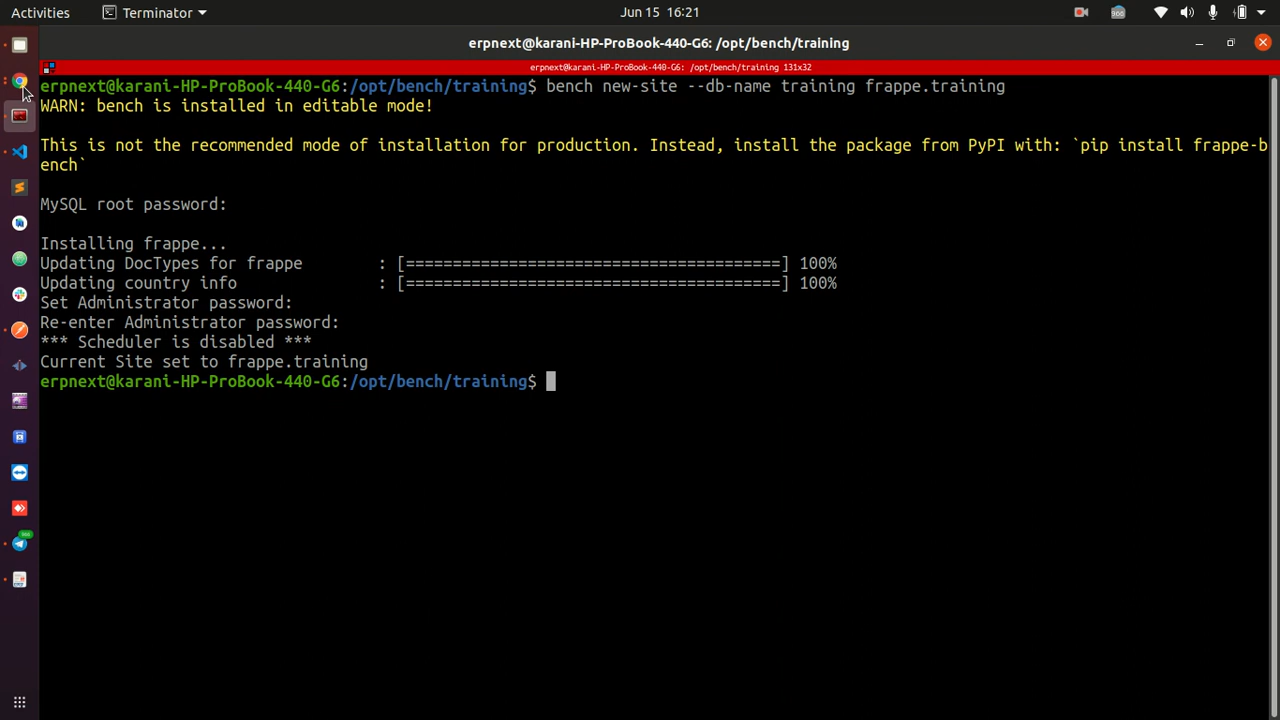 Activities
Terminator
Jun 15 16:21
erpnext@karani-HP-ProBook-440-G6: /opt/bench/training
erpnext@karani-HP-ProBook-440-G6: /opt/bench/training 131x32
erpnext@karani-HP-ProBook-440-G6:/opt/bench/training$ bench new-site --db-name training frappe.training
WARN: bench is installed in editable mode!
This is not the recommended mode of installation for production. Instead, install the package from PyPI with: `pip install frappe-b
ench`
MySQL root password:
Installing frappe...
Updating DocTypes for frappe : [========================================] 100%
Updating country info : [========================================] 100%
Set Administrator password:
Re-enter Administrator password:
*** Scheduler is disabled ***
Current Site set to frappe.training
erpnext@karani-HP-ProBook-440-G6:/opt/bench/training$